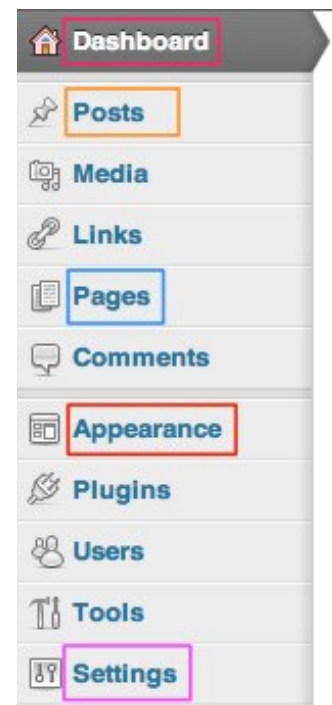 Dashboard
Posts
Media
Links
Pages
Comments
Appearance
Plugins
Users
Tools
Settings